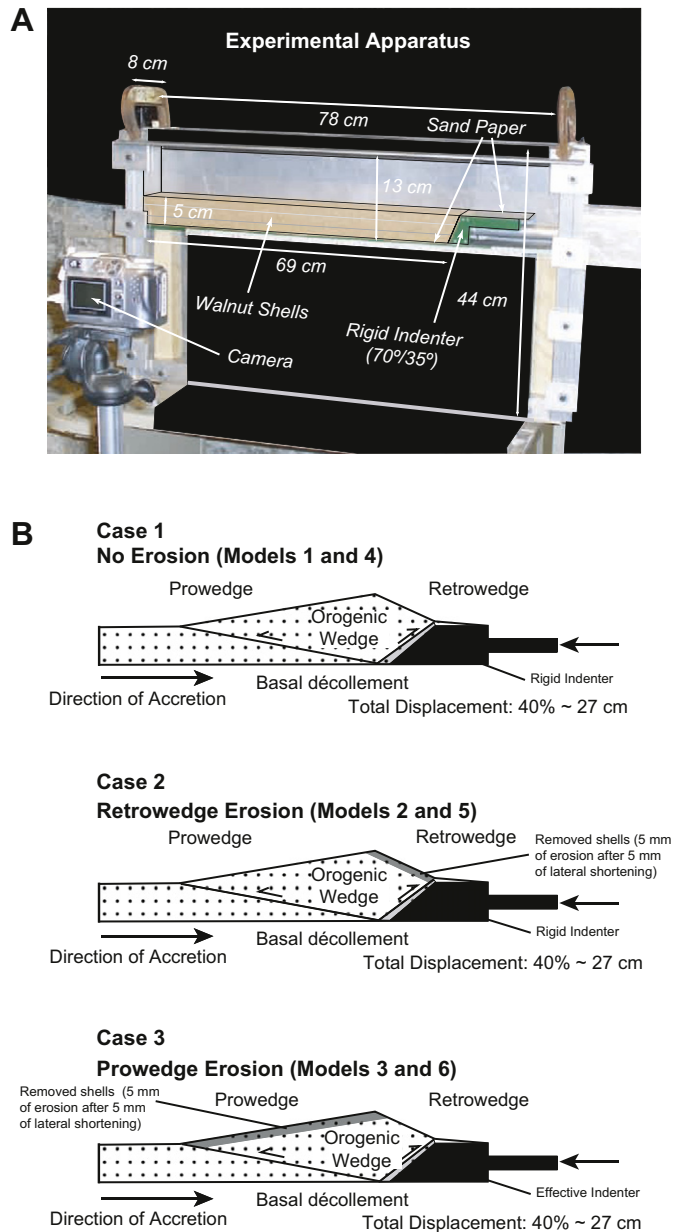 A
Experimental Apparatus
8 cm
78 cm
Sand Paper
13 cm
5 cm
69 cm
44 cm
Walnut Shells
Rigid Indenter
(70º/35º)
Camera
B
Case 1
No Erosion (Models 1 and 4)
Prowedge
Retrowedge
Orogenic
Wedge
Rigid Indenter
Basal décollement
Direction of Accretion
Total Displacement: 40% ~ 27 cm
Case 2
Retrowedge Erosion (Models 2 and 5)
Prowedge
Retrowedge
Removed shells (5 mm
of erosion after 5 mm
of lateral shortening)
Orogenic
Wedge
Rigid Indenter
Basal décollement
Direction of Accretion
Total Displacement: 40% ~ 27 cm
Case 3
Prowedge Erosion (Models 3 and 6)
Removed shells (5 mm
of erosion after 5 mm
of lateral shortening)
Prowedge
Retrowedge
Orogenic
Wedge
Effective Indenter
Basal décollement
Direction of Accretion
Total Displacement: 40% ~ 27 cm